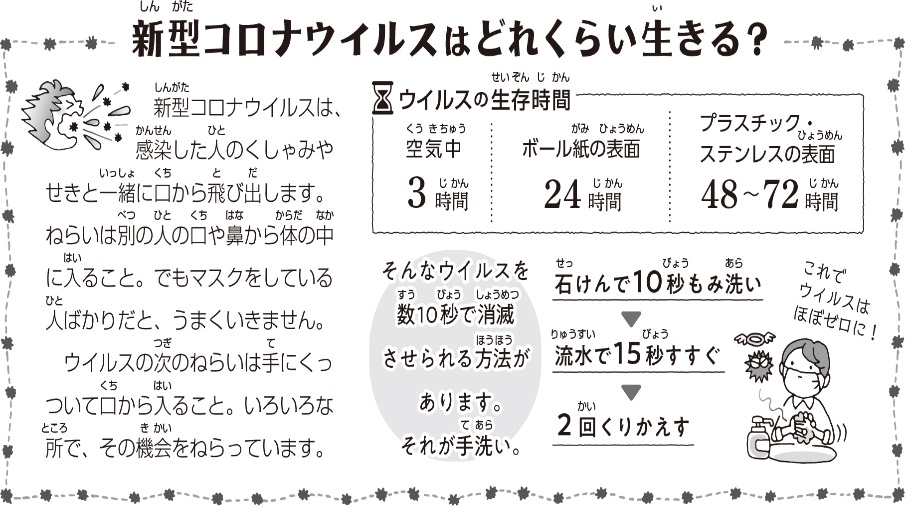 新型コロナウイルスはどれくらい生きる?
新型コロナウイルスは、
感染した人のくしゃみや
せきと一緒に口から飛び出します。
ねらいは別の人の口や鼻から体の中
に入ること。でもマスクをしている
人ばかりだと、うまくいきません。
ウイルスの次のねらいは手にくっ
ついて口から入ること。いろいろな
所で、その機会をねらっています。
ウイルスの生存時間
空気中
3時間
ボール紙の表面
24時間
プラスチック・
ステンレスの表面
48~72時間
そんなウイルスを
数10秒で消滅
させられる方法が
あります。
それが手洗い。
石けんで10秒もみ洗い
流水で15秒すすぐ
2回くりかえす
これで
ウイルスは
ほぼゼロに!